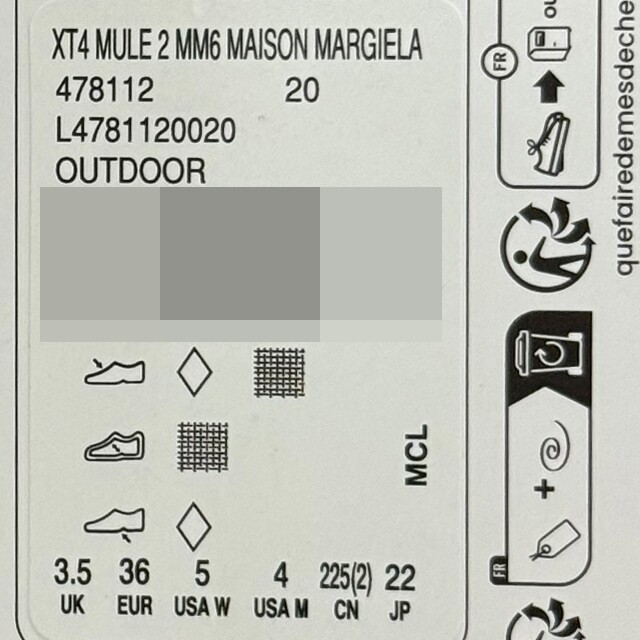 XT4 MULE 2 MM6 MAISON MARGIELA
478112 20
L4781120020
OUTDOOR
MCL
3.5 36 5 4 225(2) 22
UK EUR USA W USA M CN JP
FR
FR
+
quefairedemesdeche